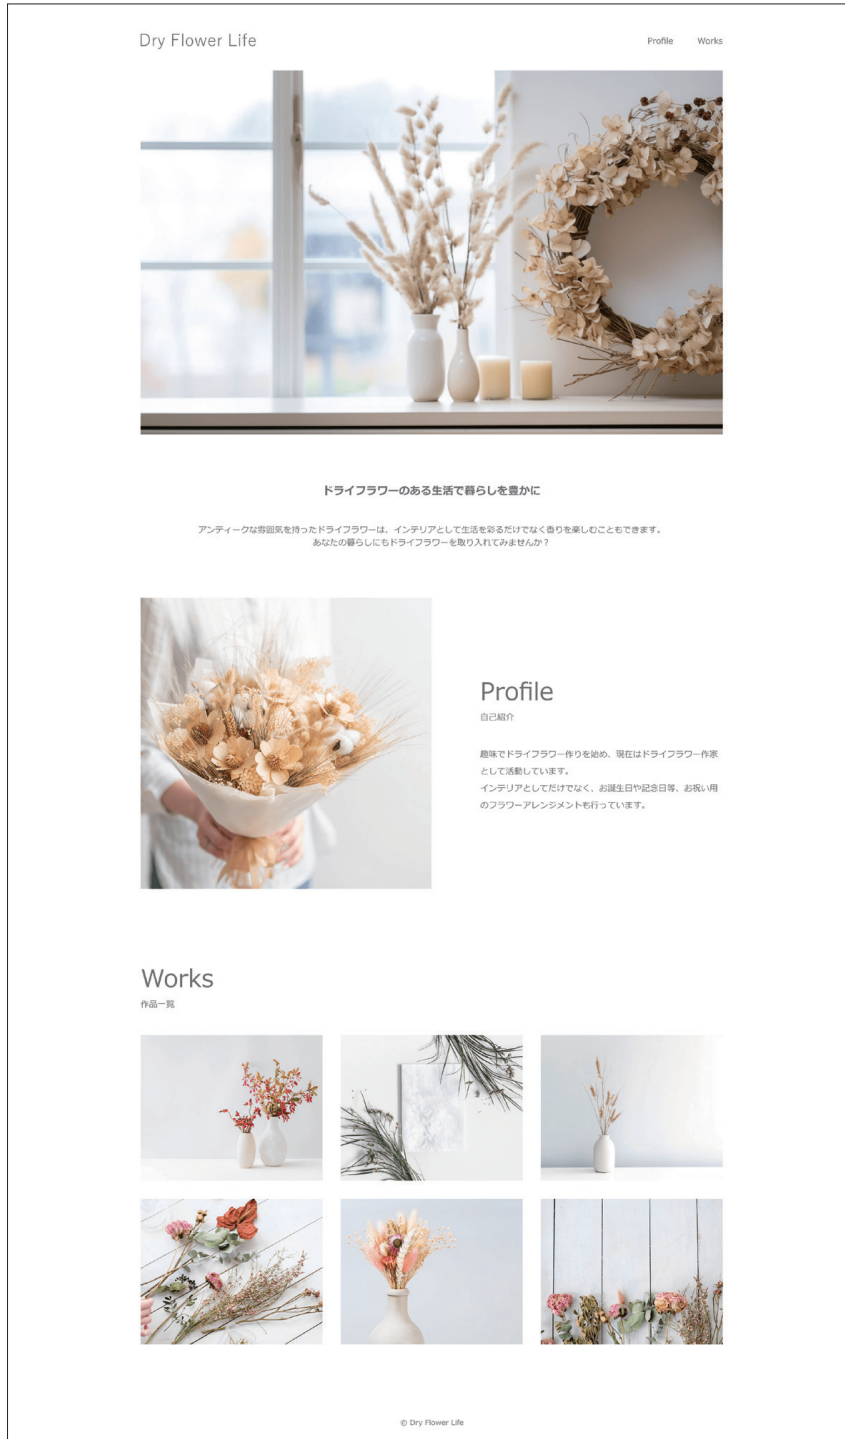 Dry Flower Life
Profile
Works
ドライフラワーのある生活で暮らしを豊かに
アンティークな雰囲気を持ったドライフラワーは、インテリアとして生活を彩るだけでなく香りを楽しむこともできます。
あなたの暮らしにもドライフラワーを取り入れてみませんか？
Profile
自己紹介
趣味でドライフラワー作りを始め、現在はドライフラワー作家
として活動しています。
インテリアとしてだけでなく、お誕生日や記念日等、お祝い用
のフラワーアレンジメントも行っています。
Works
作品一覧
© Dry Flower Life